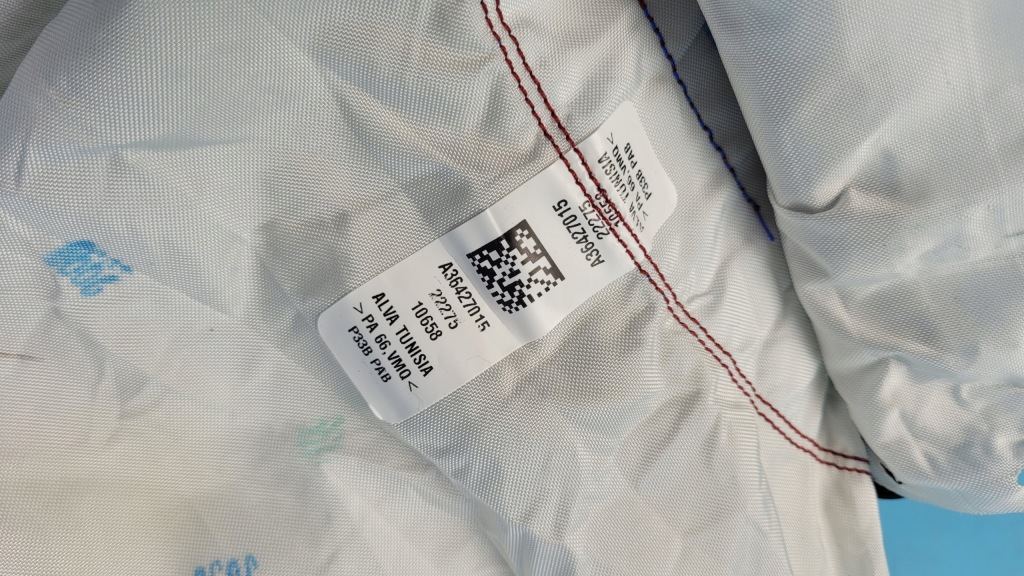 A36427015
22275
10658
ALVA TUNISIA
>PA 66,VMQ<
P33B PAB
A36427015
22275
10658
ALVA TUNISIA
>PA 66,VMQ<
P33B PAB